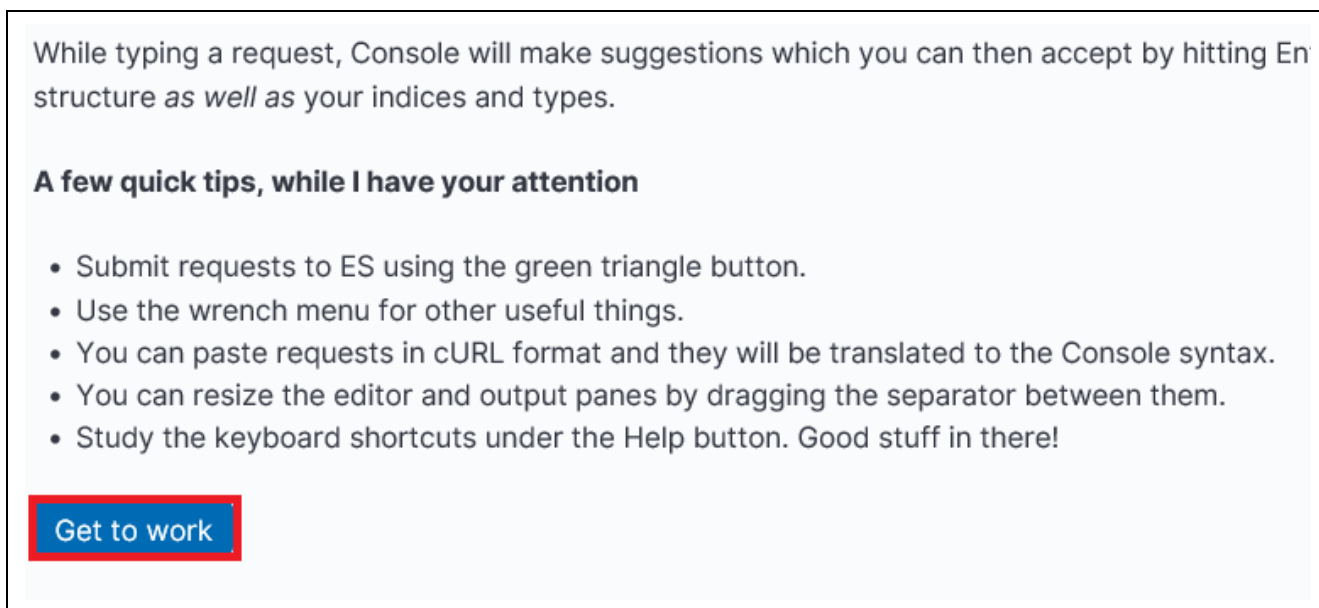 While typing a request, Console will make suggestions which you can then accept by hitting
structure as well as your indices and types.
A few quick tips, while I have your attention
• Submit requests to ES using the green triangle button.
• Use the wrench menu for other useful things.
• You can paste requests in cURL format and they will be translated to the Console syntax.
• You can resize the editor and output panes by dragging the separator between them.
• Study the keyboard shortcuts under the Help button. Good stuff in there!
Get to work